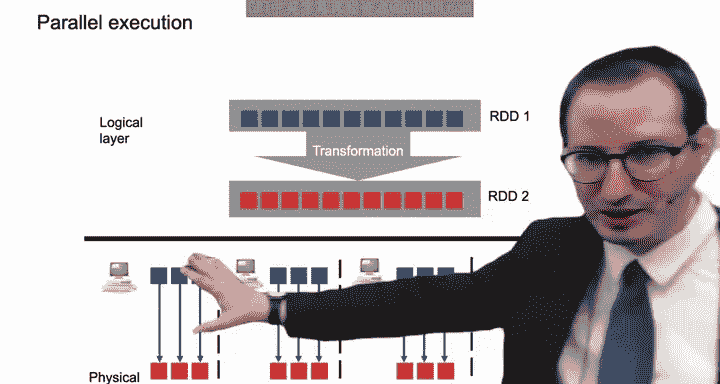 Parallel execution
Logical
layer
RDD 1
Transformation
RDD 2
Physical